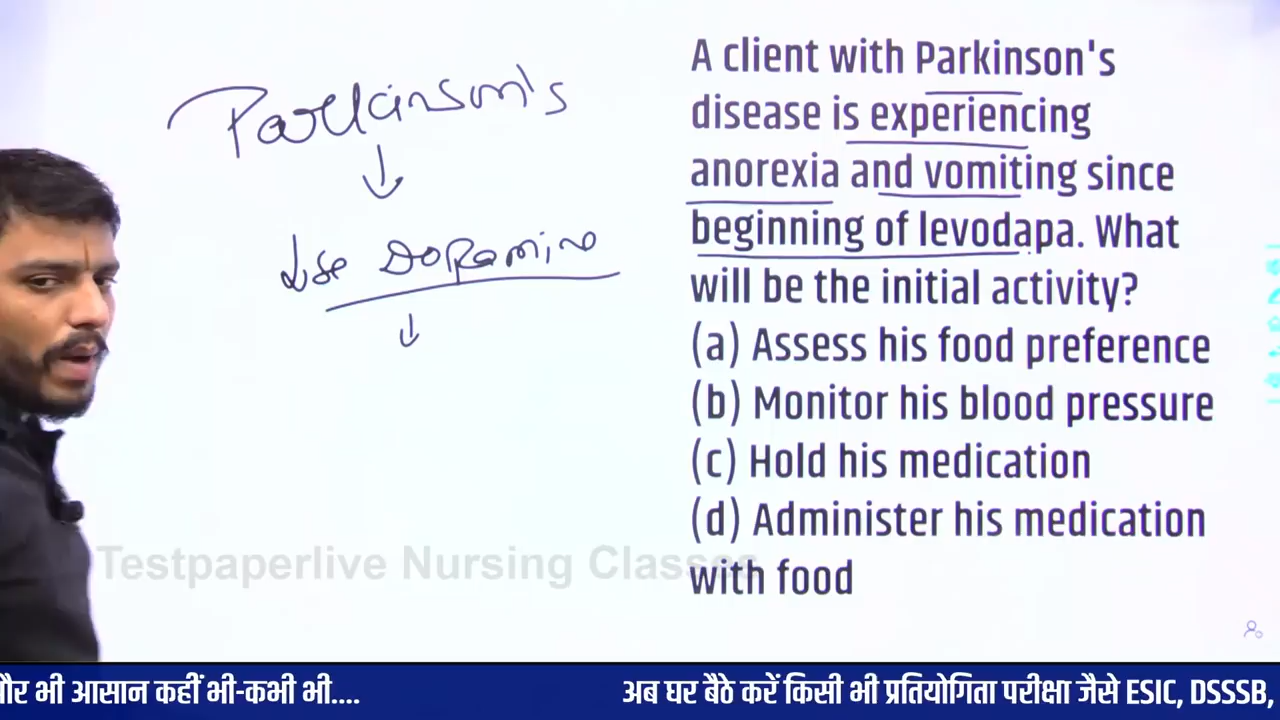 Parkinson's
↓
Use Dopamine
↓
A client with Parkinson's
disease is experiencing
anorexia and vomiting since
beginning of levodapa. What
will be the initial activity?
(a) Assess his food preference
(b) Monitor his blood pressure
(c) Hold his medication
(d) Administer his medication
with food
Testpaperlive Nursing Classes
और भी आसान कहीं भी-कभी भी....
अब घर बैठे करें किसी भी प्रतियोगिता परीक्षा जैसे ESIC, DSSSB,